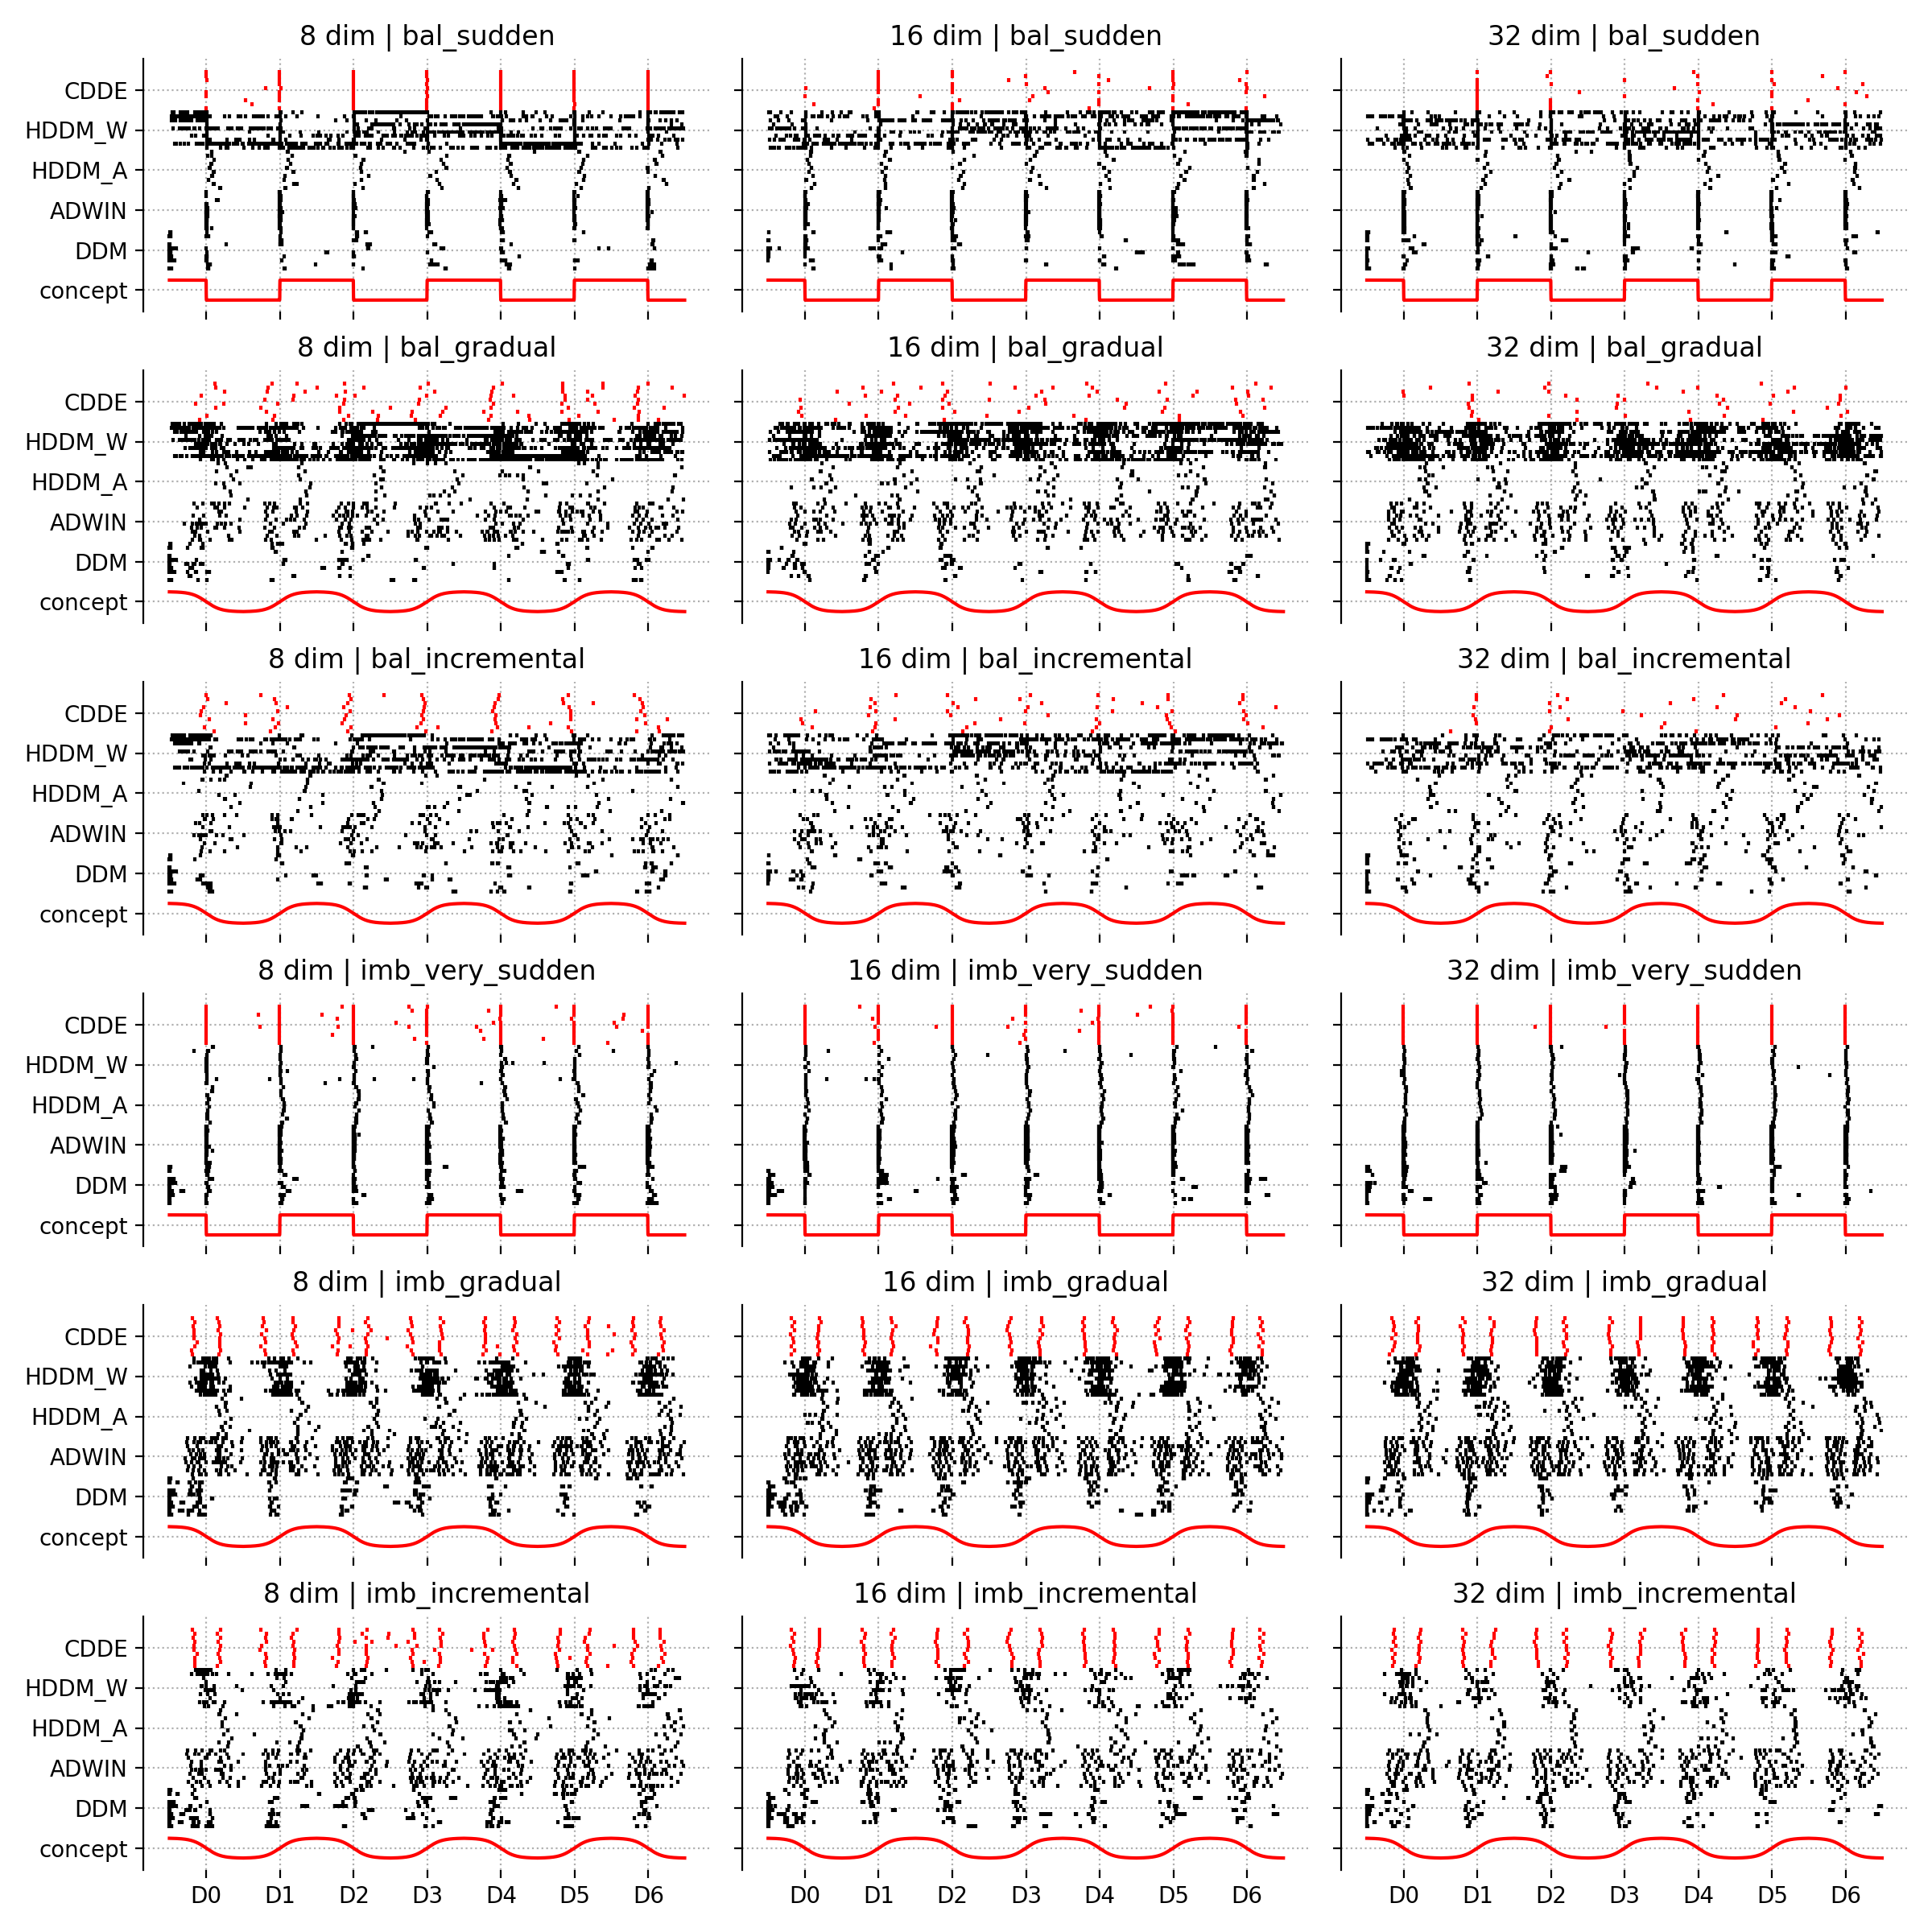 8 dim | bal_sudden
16 dim | bal_sudden
32 dim | bal_sudden
CDDE
HDDM_W
HDDM_A
ADWIN
DDM
concept
8 dim | bal_gradual
16 dim | bal_gradual
32 dim | bal_gradual
CDDE
HDDM_W
HDDM_A
ADWIN
DDM
concept
8 dim | bal_incremental
16 dim | bal_incremental
32 dim | bal_incremental
CDDE
HDDM_W
HDDM_A
ADWIN
DDM
concept
8 dim | imb_very_sudden
16 dim | imb_very_sudden
32 dim | imb_very_sudden
CDDE
HDDM_W
HDDM_A
ADWIN
DDM
concept
8 dim | imb_gradual
16 dim | imb_gradual
32 dim | imb_gradual
CDDE
HDDM_W
HDDM_A
ADWIN
DDM
concept
8 dim | imb_incremental
16 dim | imb_incremental
32 dim | imb_incremental
CDDE
HDDM_W
HDDM_A
ADWIN
DDM
concept
D0 D1 D2 D3 D4 D5 D6
D0 D1 D2 D3 D4 D5 D6
D0 D1 D2 D3 D4 D5 D6